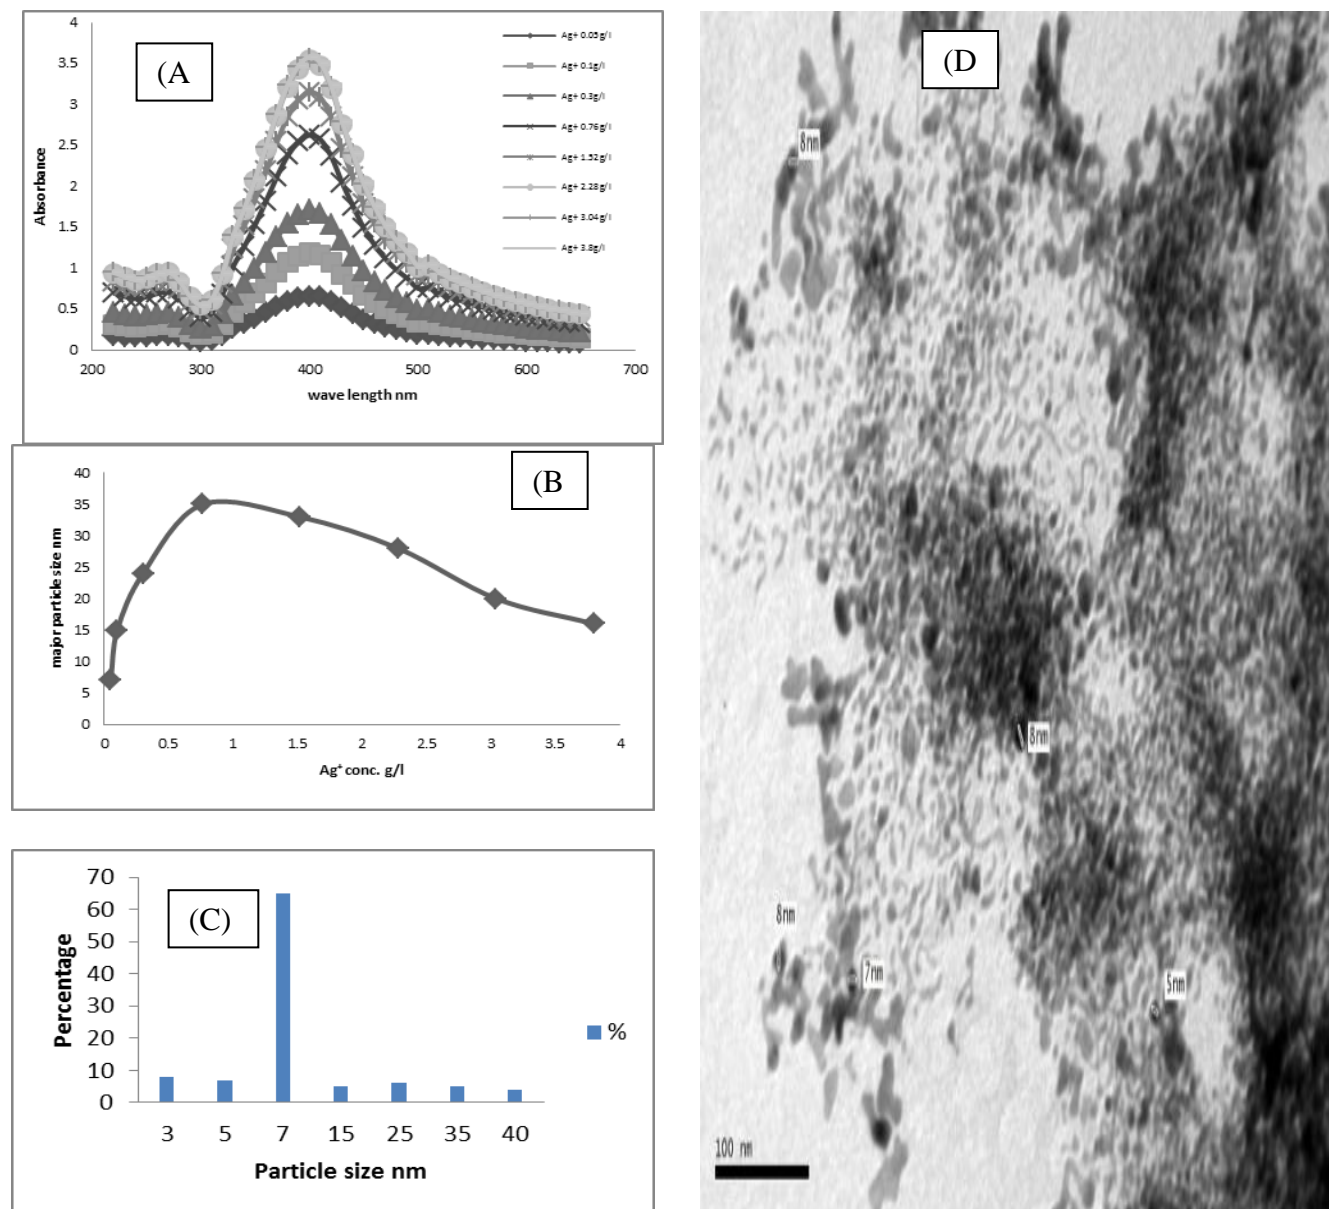 (A
4
3.5
3
2.5
2
1.5
1
0.5
0
Absorbance
200 300 400 500 600 700
wave length nm
Ag+ 0.05g/l
Ag+ 0.1g/l
Ag+ 0.3g/l
Ag+ 0.76g/l
Ag+ 1.52g/l
Ag+ 2.28g/l
Ag+ 3.04g/l
Ag+ 3.8g/l
(B
40
35
30
25
20
15
10
5
0
major particle size nm
0 0.5 1 1.5 2 2.5 3 3.5 4
Ag⁺ conc. g/l
(C)
70
60
50
40
30
20
10
0
Percentage
3 5 7 15 25 35 40
Particle size nm
%
(D
8nm
8nm
8nm
7nm
5nm
100 nm